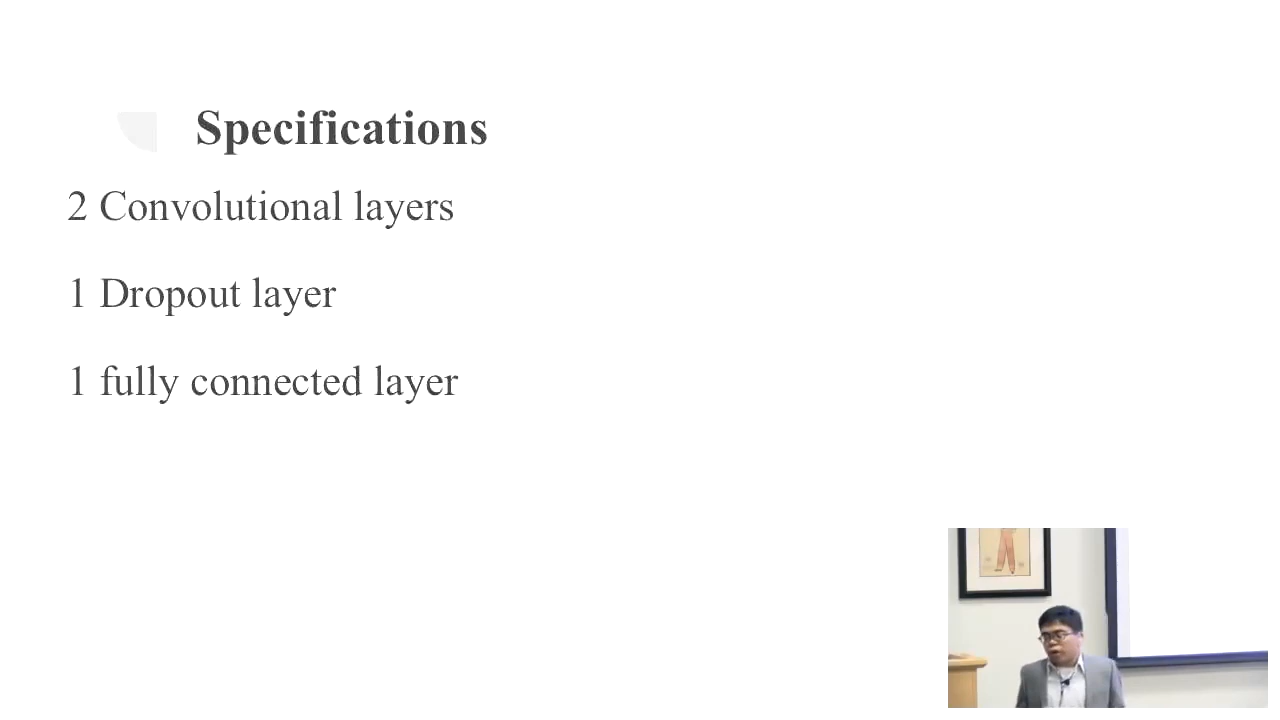 Specifications
2 Convolutional layers
1 Dropout layer
1 fully connected layer